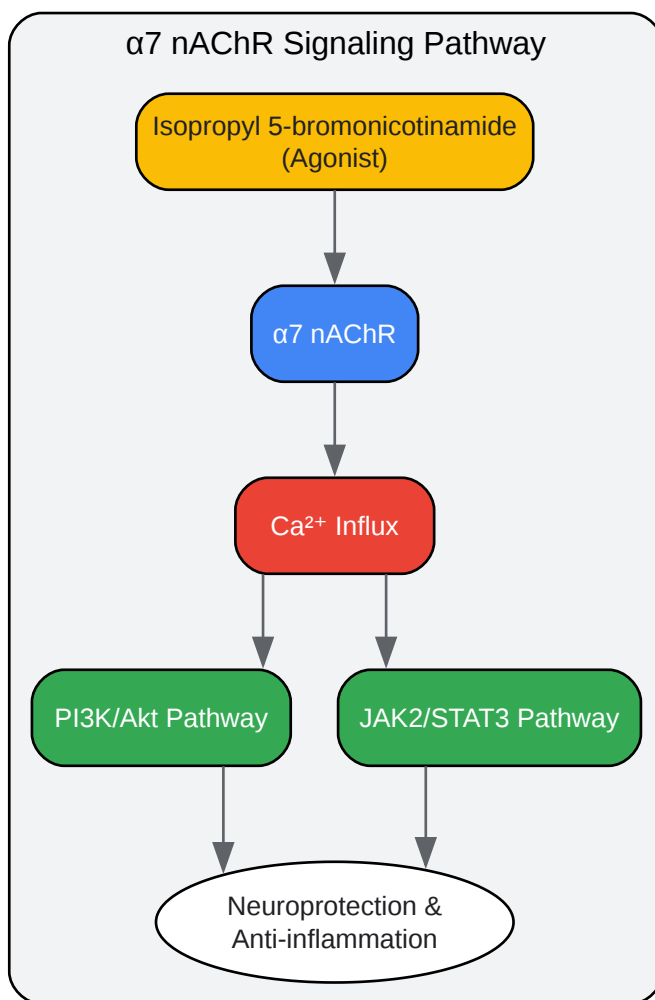 α7 nAChR Signaling Pathway
Isopropyl 5-bromonicotinamide
(Agonist)
α7 nAChR
Ca²⁺ Influx
PI3K/Akt Pathway
JAK2/STAT3 Pathway
Neuroprotection &
Anti-inflammation